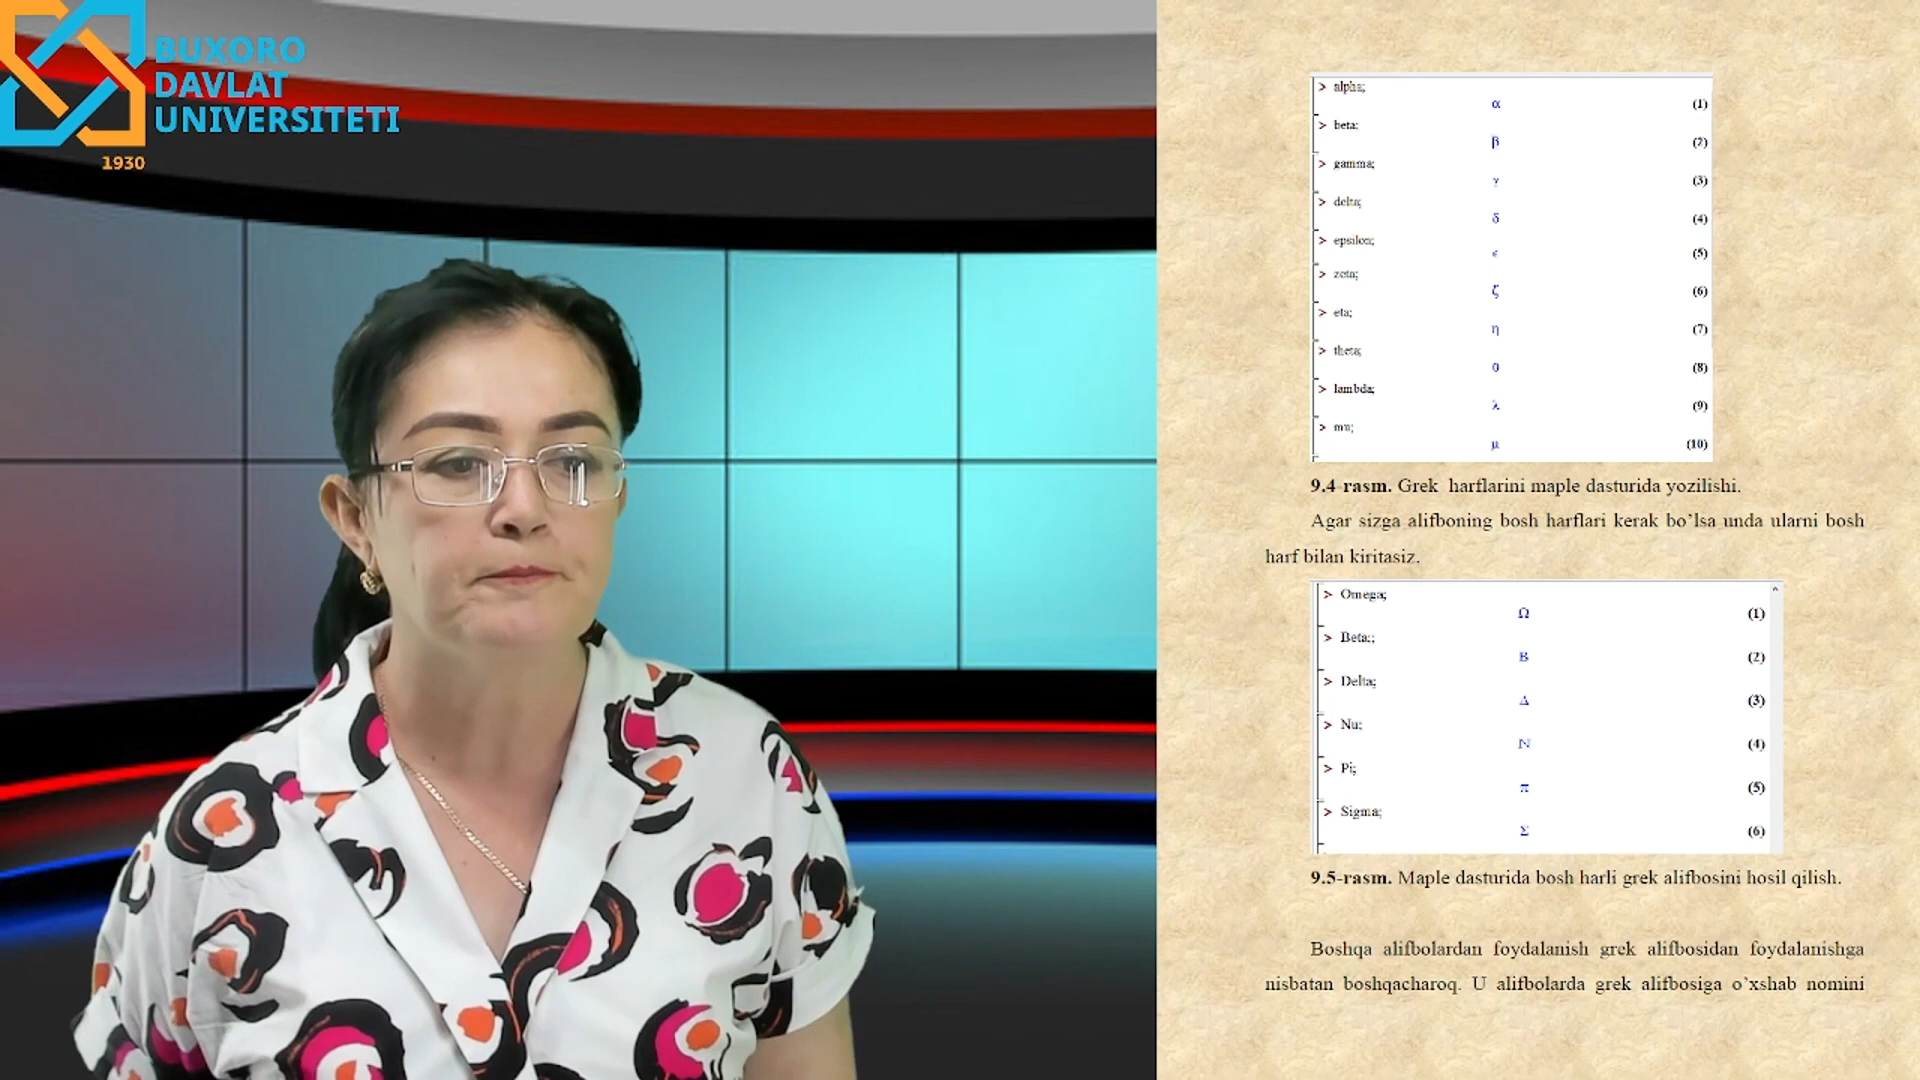 BUXORO
DAVLAT
UNIVERSITETI
1930
> alpha;
α (1)
> beta;
β (2)
> gamma;
γ (3)
> delta;
δ (4)
> epsilon;
ϵ (5)
> zeta;
ζ (6)
> eta;
η (7)
> theta;
θ (8)
> lambda;
λ (9)
> mu;
μ (10)
9.4-rasm. Grek harflarini maple dasturida yozilishi.
Agar sizga alifboning bosh harflari kerak bo’lsa unda ularni bosh
harf bilan kiritasiz.
> Omega;
Ω (1)
> Beta;;
Β (2)
> Delta;
Δ (3)
> Nu;
Ν (4)
> Pi;
π (5)
> Sigma;
Σ (6)
9.5-rasm. Maple dasturida bosh harli grek alifbosini hosil qilish.
Boshqa alifbolardan foydalanish grek alifbosidan foydalanishga
nisbatan boshqacharoq. U alifbolarda grek alifbosiga o’xshab nomini